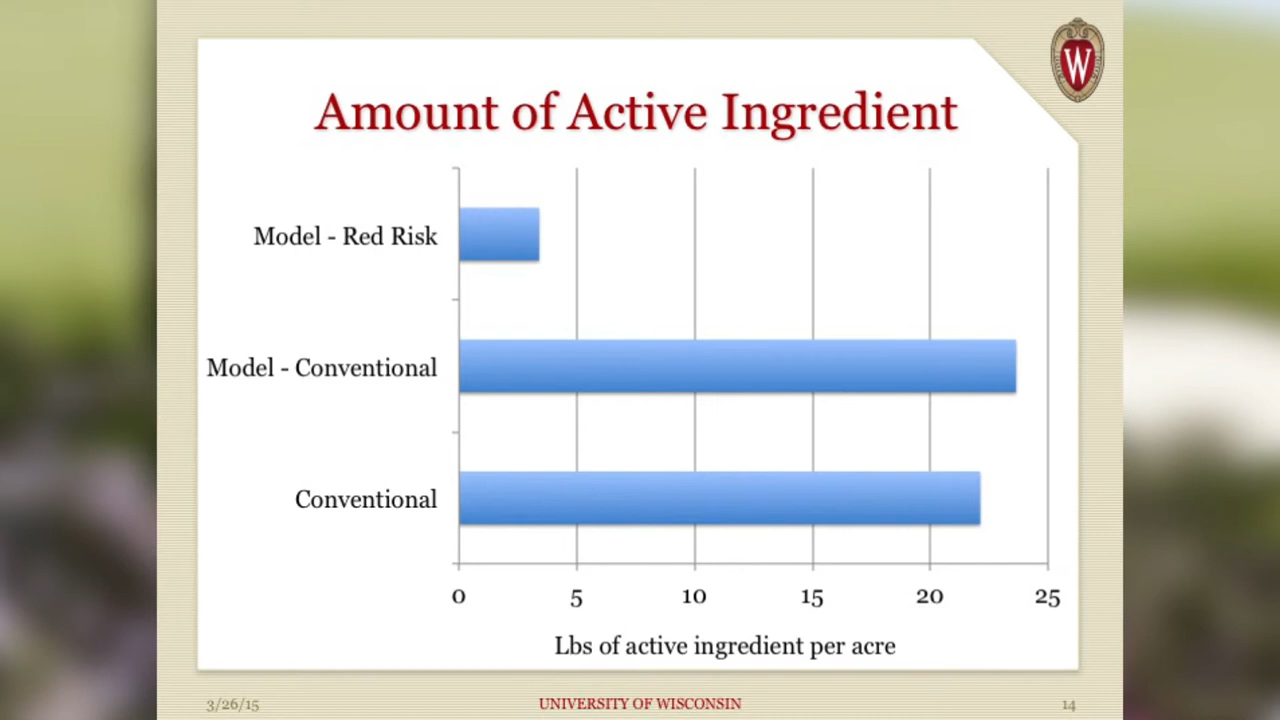 W
Amount of Active Ingredient
Model - Red Risk
Model - Conventional
Conventional
0 5 10 15 20 25
Lbs of active ingredient per acre
3/26/15 UNIVERSITY OF WISCONSIN 14